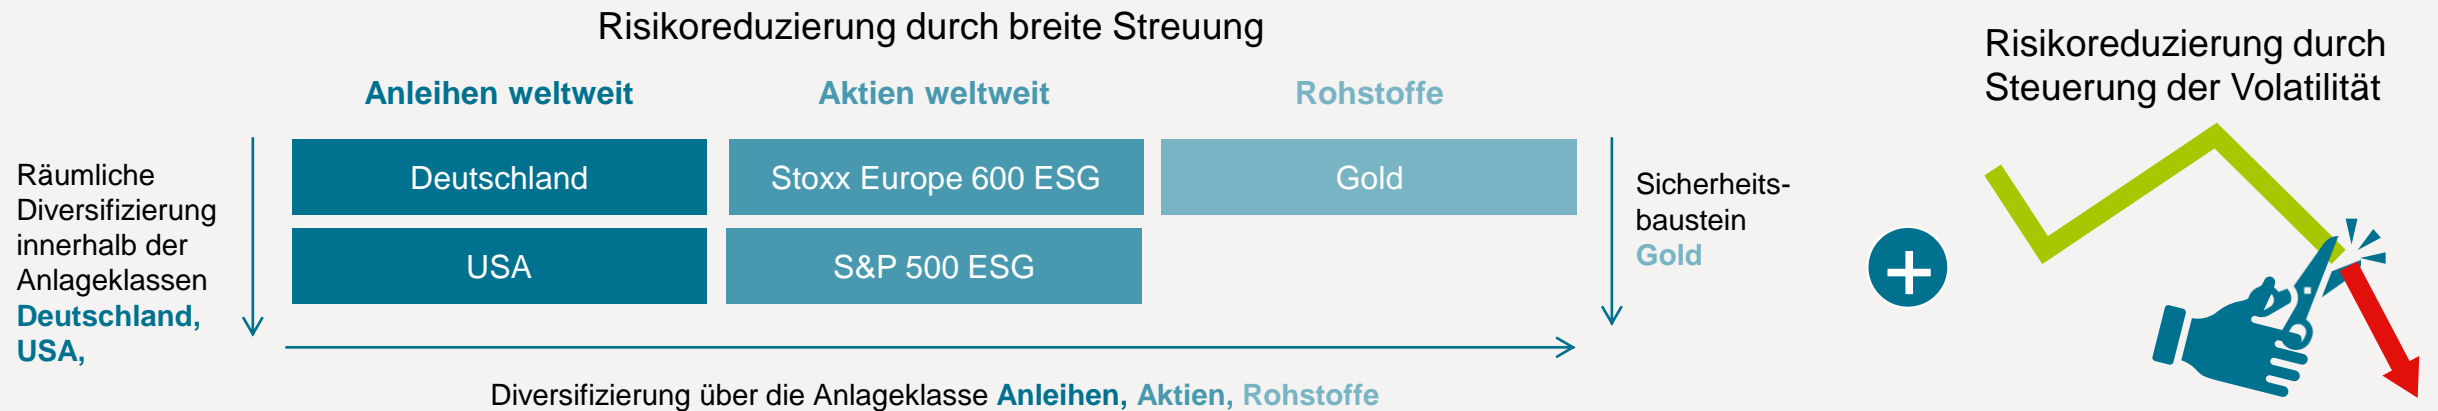 Risikoreduzierung durch breite Streuung
Anleihen weltweit
Aktien weltweit
Rohstoffe
Räumliche
Diversifizierung
innerhalb der
Anlageklassen
Deutschland,
USA,
Deutschland
Stoxx Europe 600 ESG
Gold
USA
S&P 500 ESG
Sicherheits-
baustein
Gold
Diversifizierung über die Anlageklasse Anleihen, Aktien, Rohstoffe
+
Risikoreduzierung durch
Steuerung der Volatilität